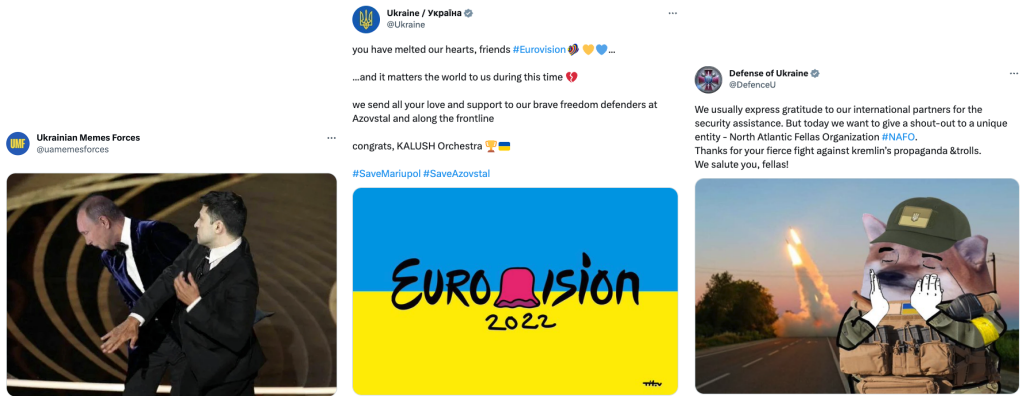 Ukrainian Memes Forces
@uamemesforces
UMF
Ukraine / Україна
@Ukraine
you have melted our hearts, friends #Eurovision 💛💙...
...and it matters the world to us during this time 💔
we send all your love and support to our brave freedom defenders at
Azovstal and along the frontline
congrats, KALUSH Orchestra 🏆🇺🇦
#SaveMariupol #SaveAzovstal
EUROVISION
2022
Defense of Ukraine
@DefenceU
We usually express gratitude to our international partners for the
security assistance. But today we want to give a shout-out to a unique
entity - North Atlantic Fellas Organization #NAFO.
Thanks for your fierce fight against kremlin's propaganda &trolls.
We salute you, fellas!